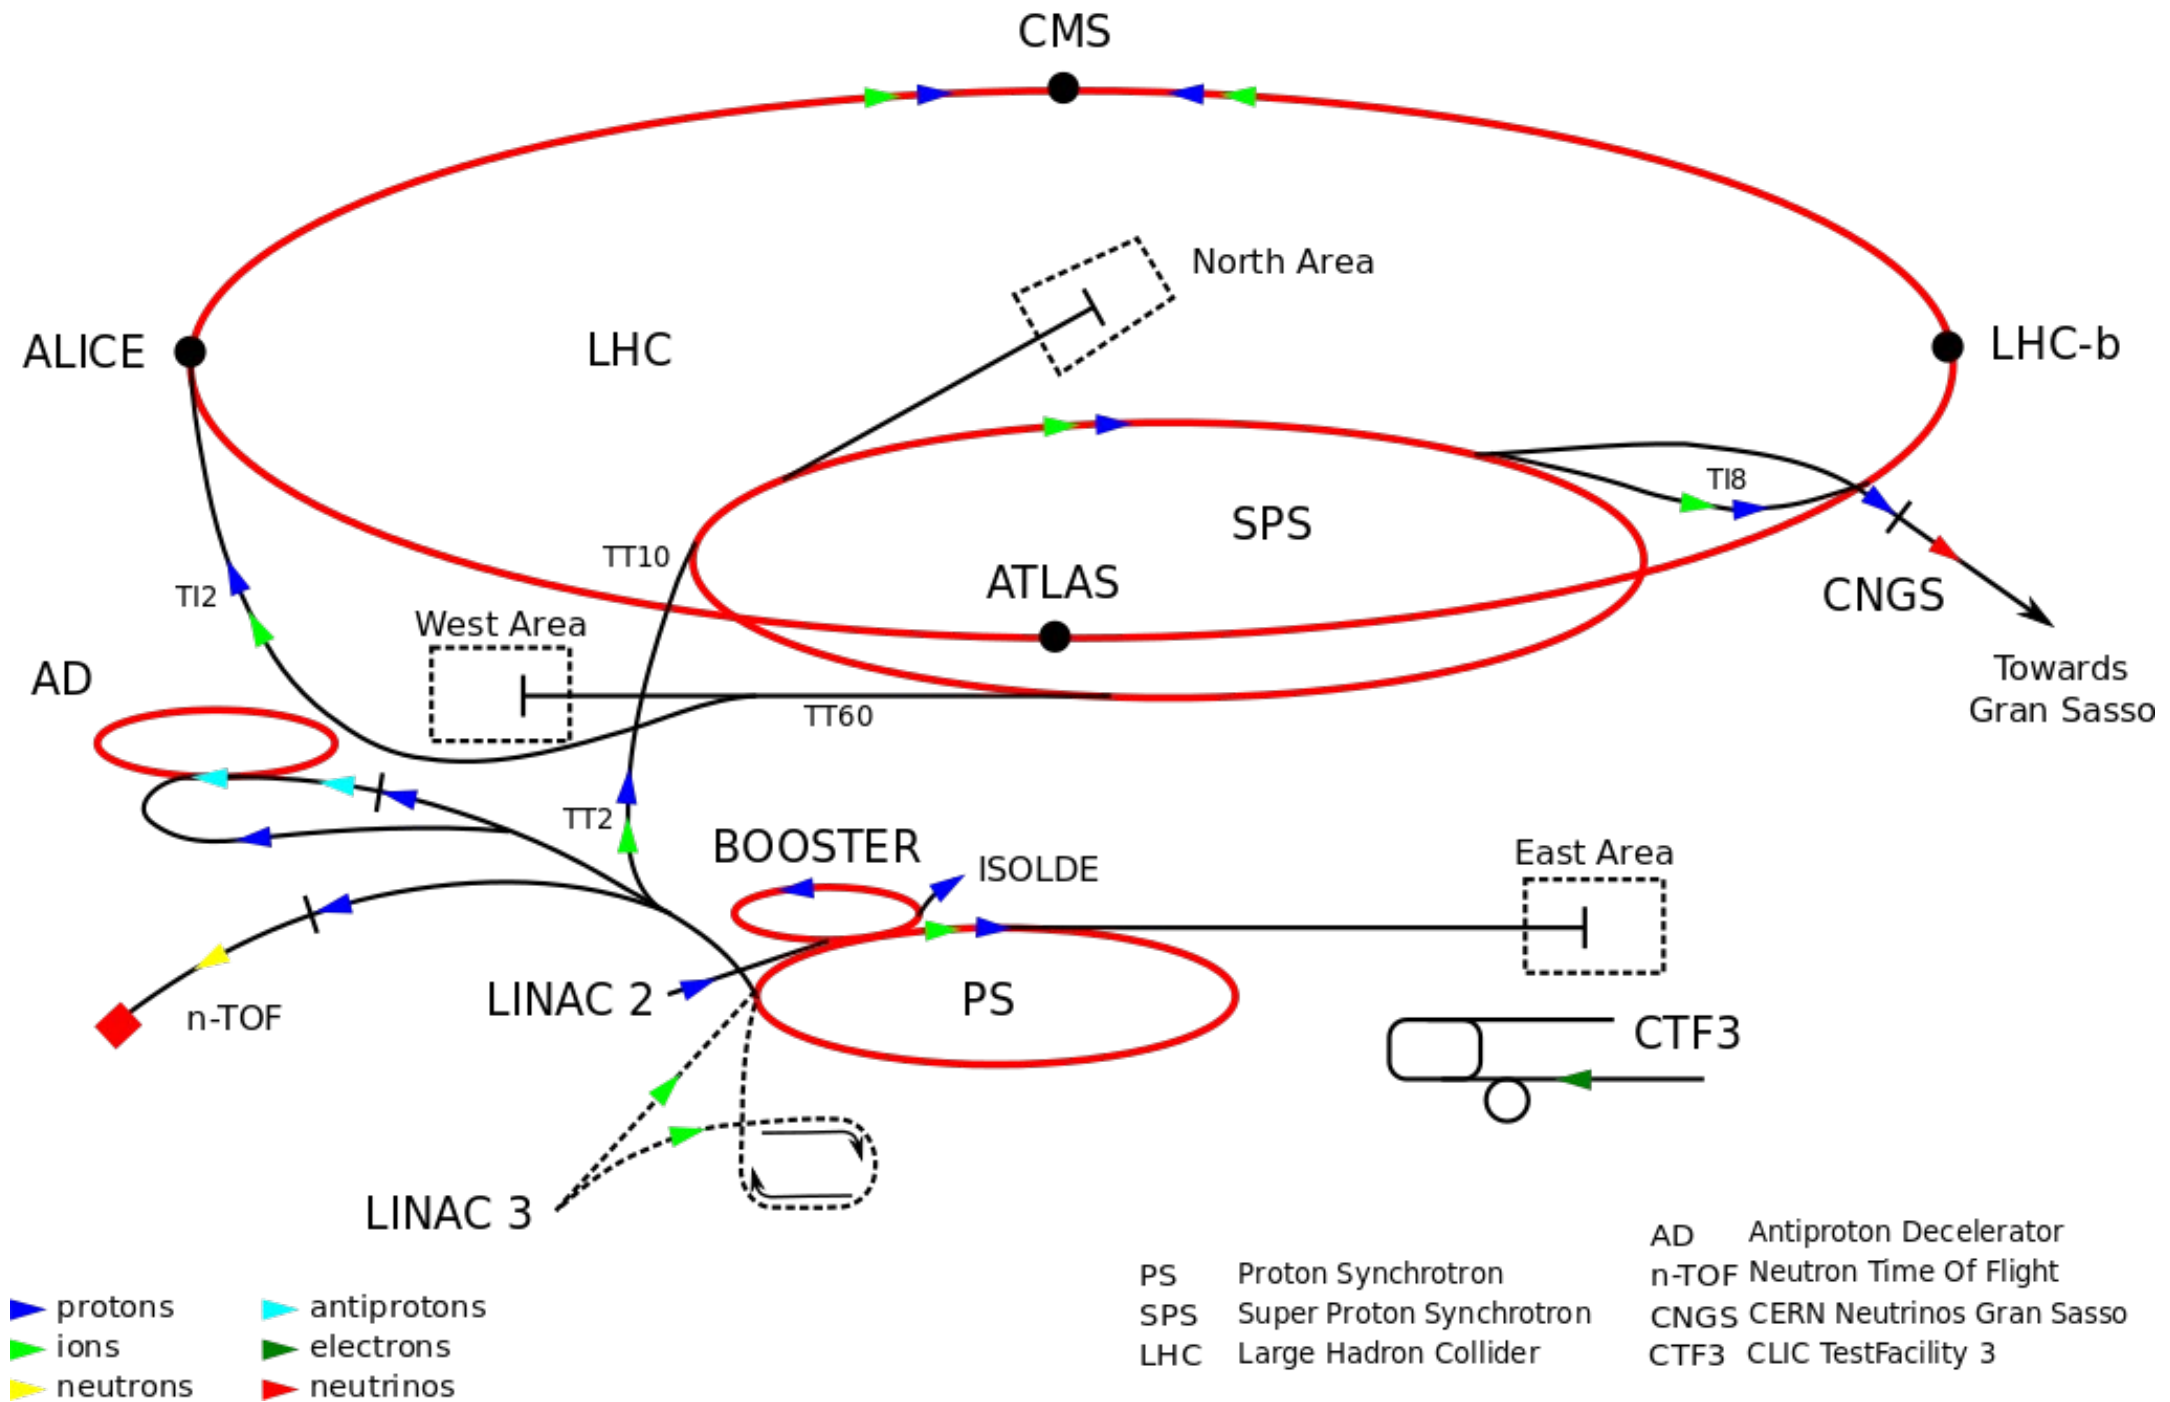 CMS
North Area
ALICE
LHC
LHC-b
TI8
SPS
TT10
ATLAS
TI2
CNGS
West Area
AD
Towards
Gran Sasso
TT60
TT2
BOOSTER
ISOLDE
East Area
LINAC 2
PS
n-TOF
CTF3
LINAC 3
protons
ions
neutrons
antiprotons
electrons
neutrinos
PS Proton Synchrotron
SPS Super Proton Synchrotron
LHC Large Hadron Collider
AD Antiproton Decelerator
n-TOF Neutron Time Of Flight
CNGS CERN Neutrinos Gran Sasso
CTF3 CLIC TestFacility 3